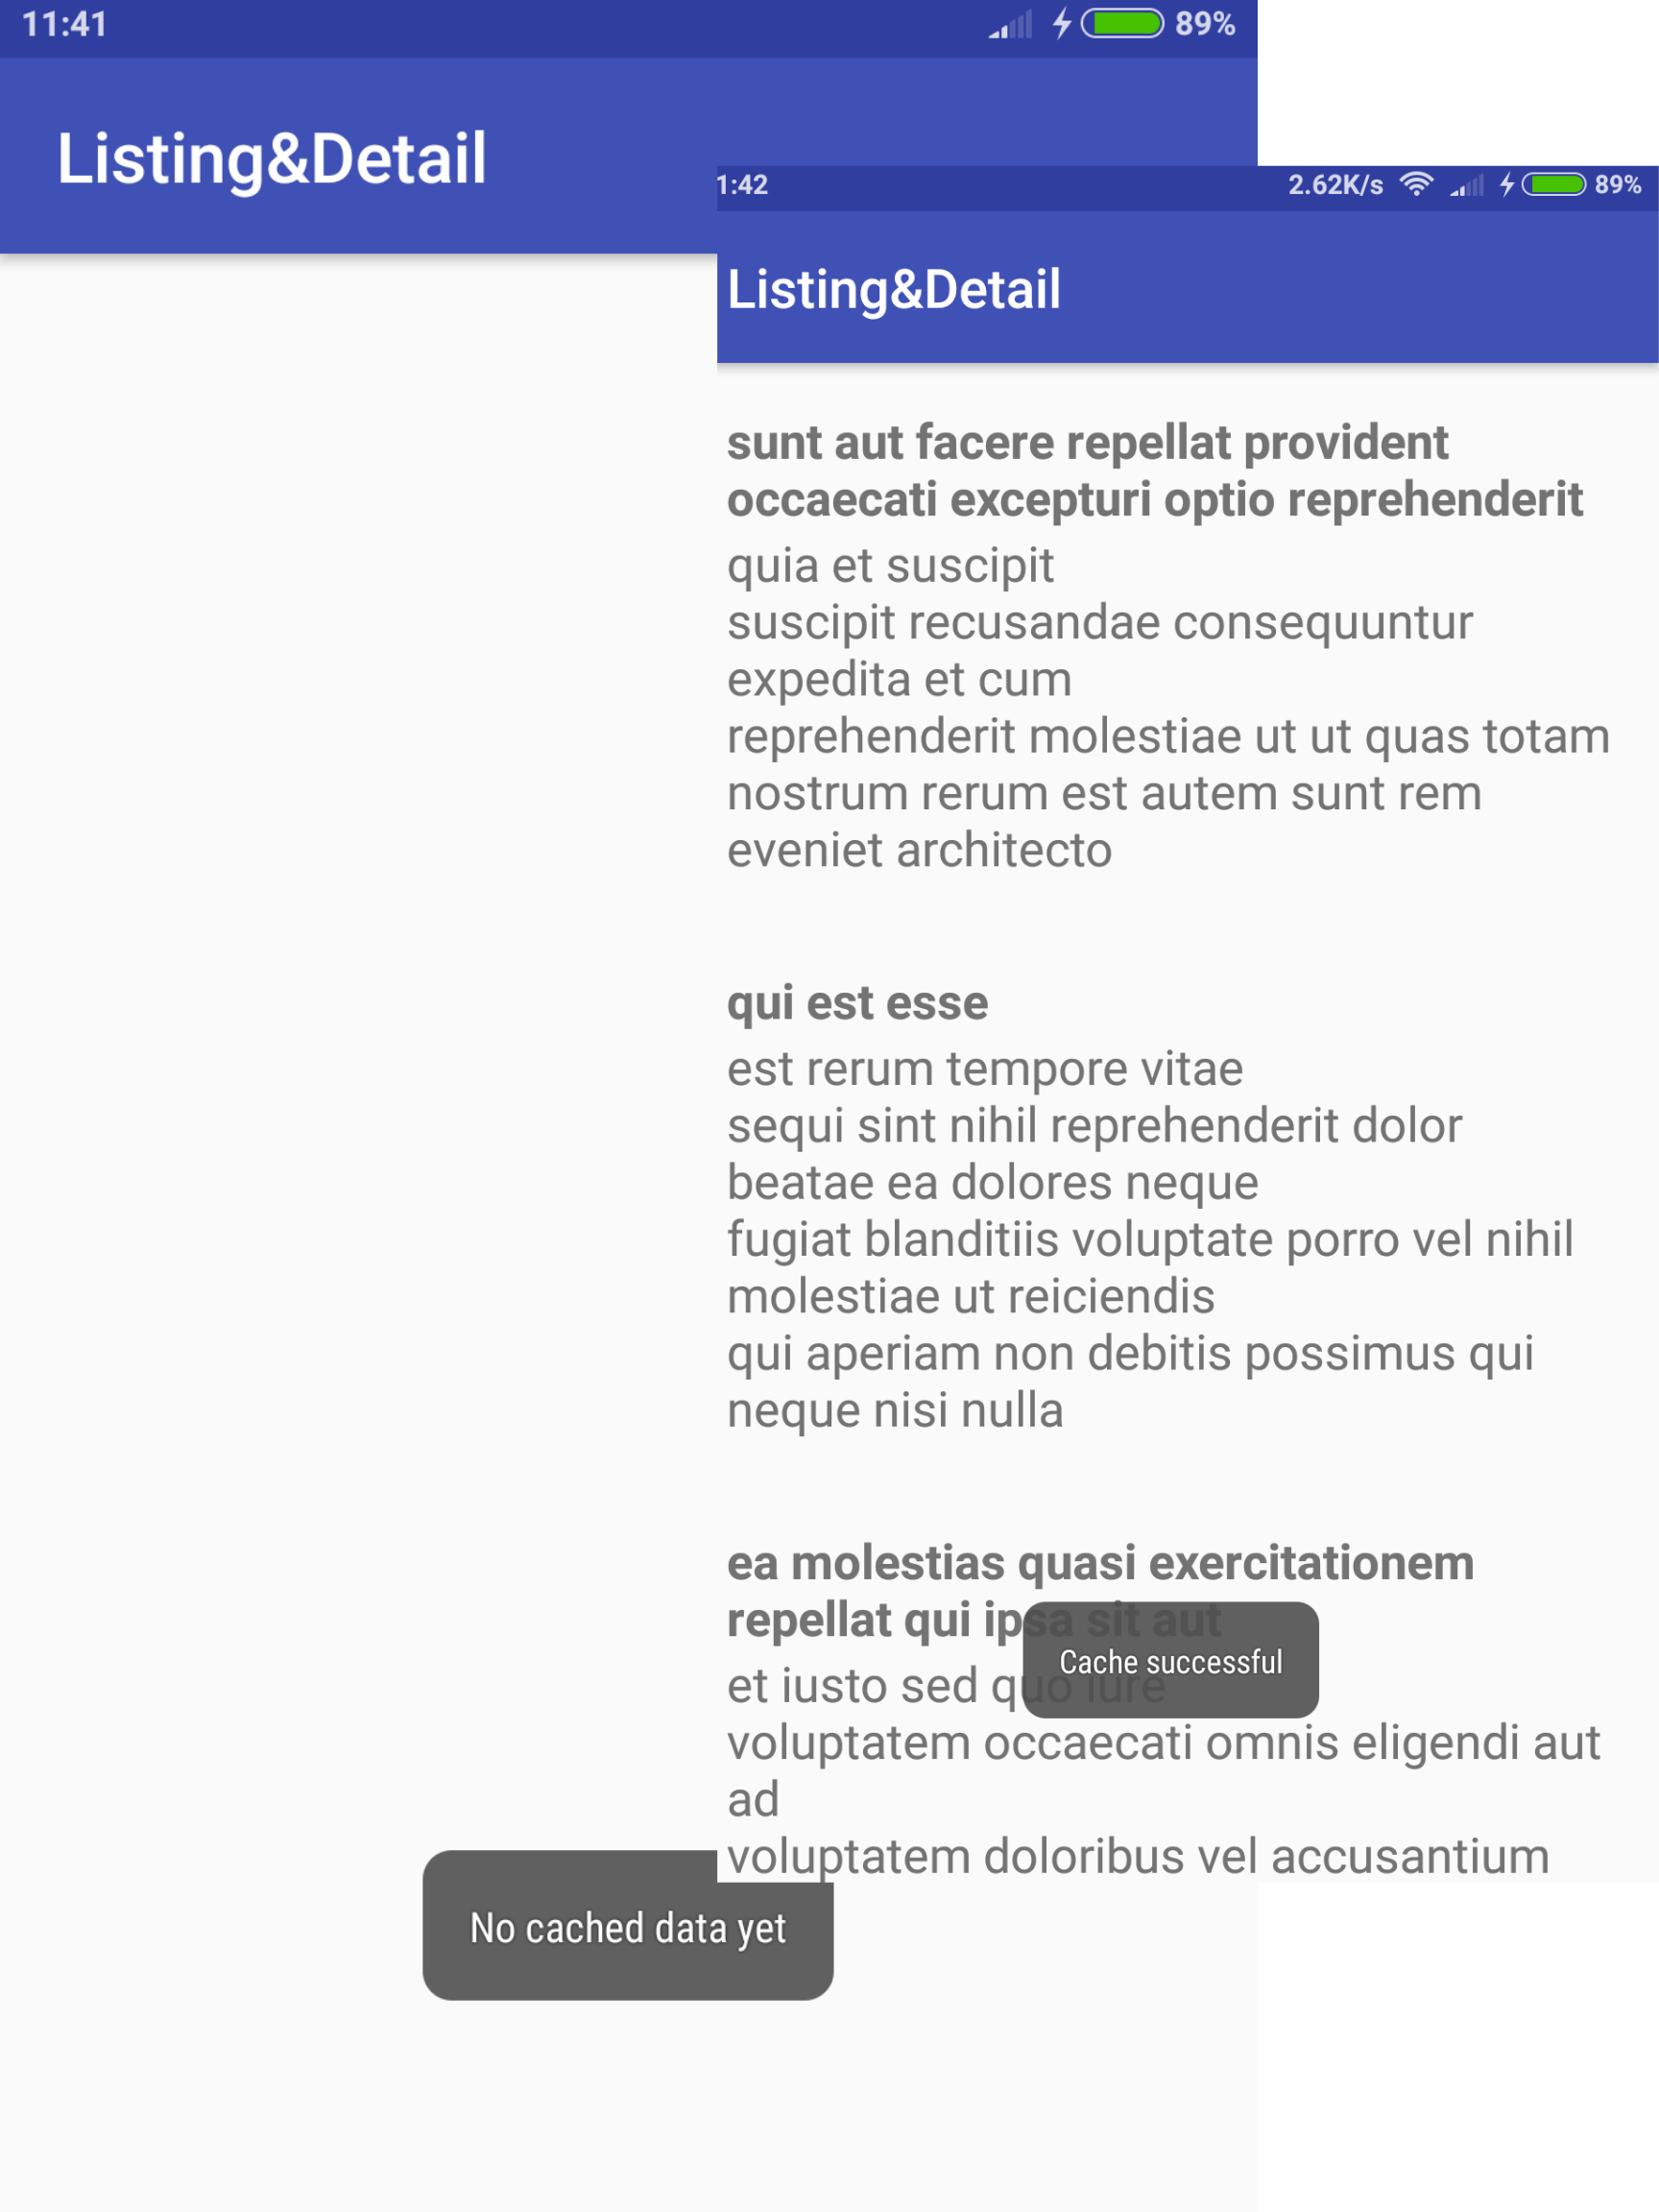 11:41
89%
Listing&Detail
1:42
2.62K/s
89%
Listing&Detail
sunt aut facere repellat provident
occaecati excepturi optio reprehenderit
quia et suscipit
suscipit recusandae consequuntur
expedita et cum
reprehenderit molestiae ut ut quas totam
nostrum rerum est autem sunt rem
eveniet architecto
qui est esse
est rerum tempore vitae
sequi sint nihil reprehenderit dolor
beatae ea dolores neque
fugiat blanditiis voluptate porro vel nihil
molestiae ut reiciendis
qui aperiam non debitis possimus qui
neque nisi nulla
ea molestias quasi exercitationem
repellat qui ipsa sit aut
Cache successful
et iusto sed quo iure
voluptatem occaecati omnis eligendi aut
ad
voluptatem doloribus vel accusantium
No cached data yet